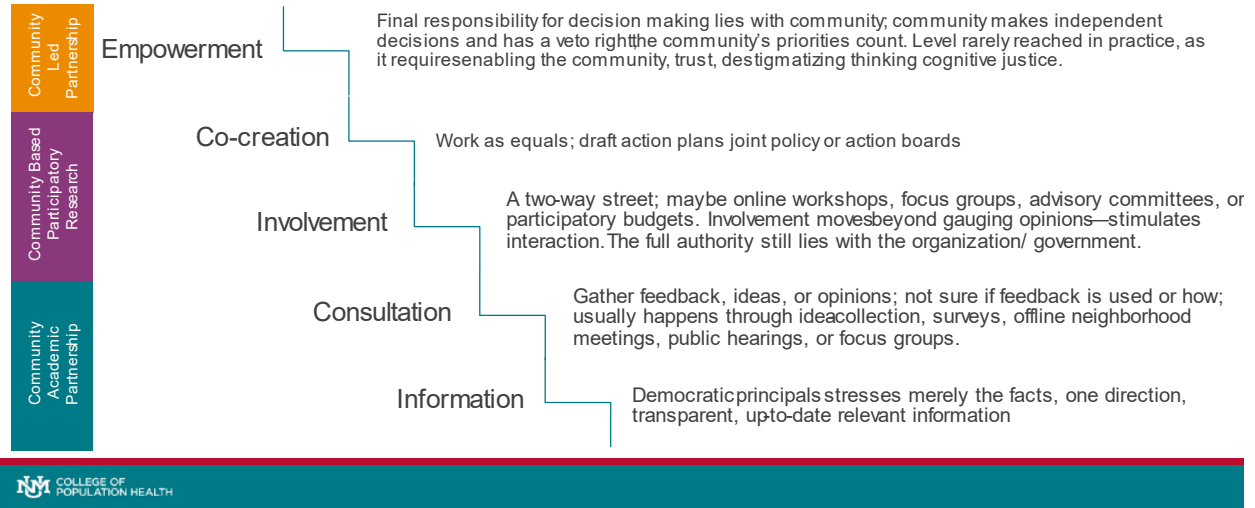 Community
Led
Partnership
Empowerment
Final responsibility for decision making lies with community; community makes independent
decisions and has a veto right; the community's priorities count. Level rarely reached in practice, as
it requiresenabling the community, trust, destigmatizing thinking cognitive justice.
Community Based
Participatory
Research
Co-creation
Work as equals; draft action plans joint policy or action boards
Involvement
A two-way street; maybe online workshops, focus groups, advisory committees, or
participatory budgets. Involvement movesbeyond gauging opinions—stimulates
interaction. The full authority still lies with the organization/ government.
Community
Academic
Partnership
Consultation
Gather feedback, ideas, or opinions; not sure if feedback is used or how;
usually happens through ideacollection, surveys, offline neighborhood
meetings, public hearings, or focus groups.
Information
Democratic principals stresses merely the facts, one direction,
transparent, up-to-date relevant information
NM COLLEGE OF
POPULATION HEALTH